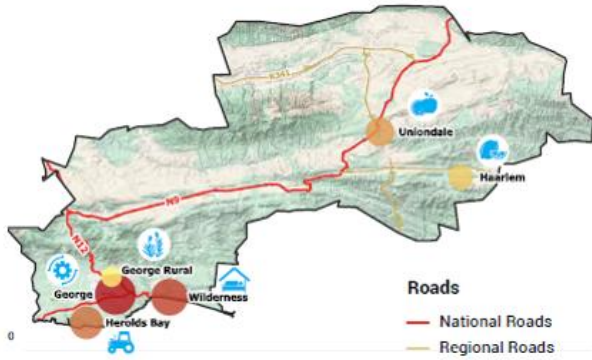 R341
Uniondale
Haarlem
N9
N12
George Rural
George
Wilderness
Herolds Bay
0
Roads
National Roads
Regional Roads